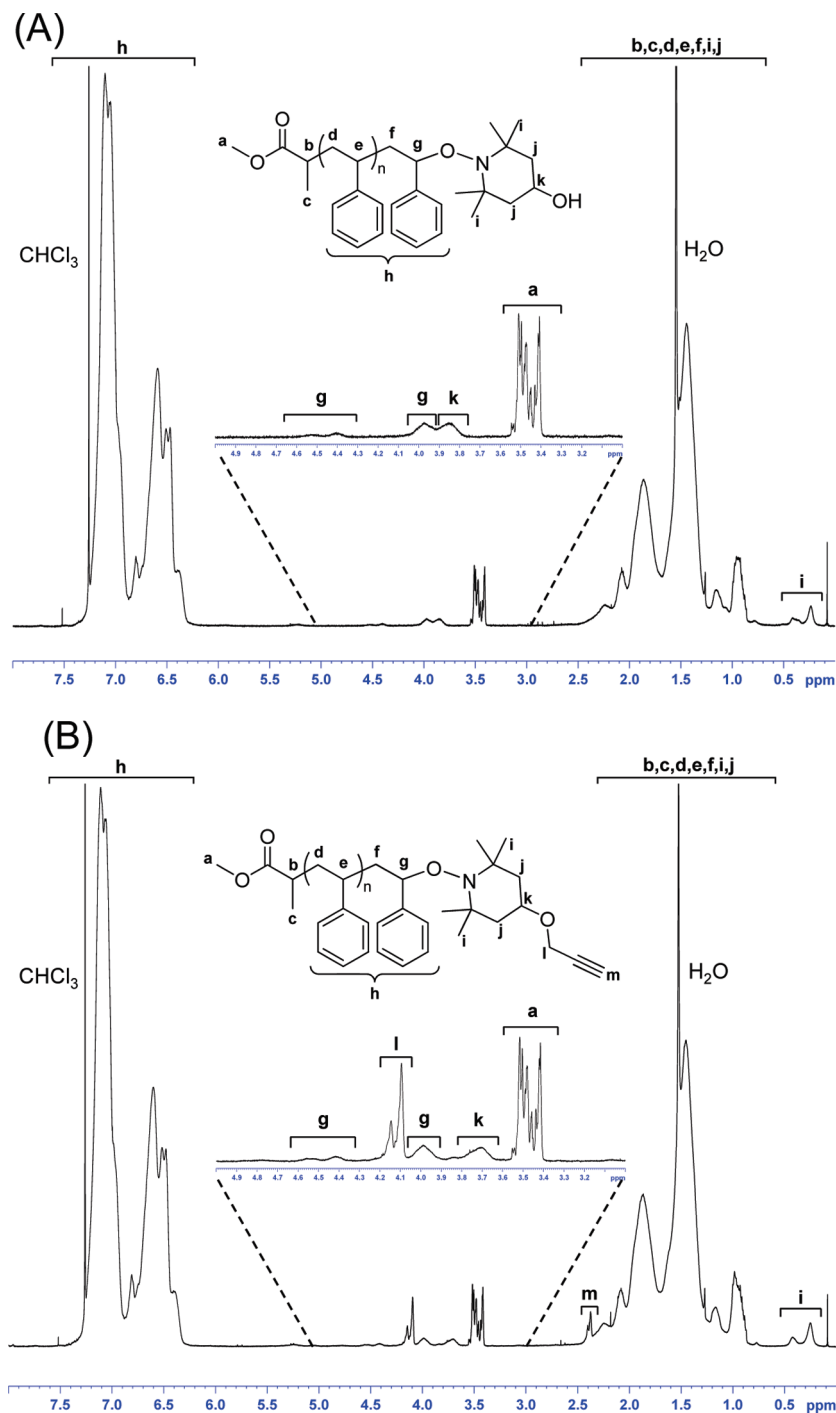 (A)
h
b,c,d,e,f,i,j
a
O
O
b
d
e
f
g
n
c
O
N
i
j
k
OH
j
i
h
CHCl3
H2O
a
g
g
k
4.9 4.8 4.7 4.6 4.5 4.4 4.3 4.2 4.1 4.0 3.9 3.8 3.7 3.6 3.5 3.4 3.3 3.2 ppm
i
7.5 7.0 6.5 6.0 5.5 5.0 4.5 4.0 3.5 3.0 2.5 2.0 1.5 1.0 0.5 ppm
(B)
h
b,c,d,e,f,i,j
a
O
O
b
d
e
f
g
n
c
O
N
i
j
k
O
j
i
l
m
h
CHCl3
H2O
a
l
g
g
k
4.9 4.8 4.7 4.6 4.5 4.4 4.3 4.2 4.1 4.0 3.9 3.8 3.7 3.6 3.5 3.4 3.3 3.2 ppm
m
i
7.5 7.0 6.5 6.0 5.5 5.0 4.5 4.0 3.5 3.0 2.5 2.0 1.5 1.0 0.5 ppm